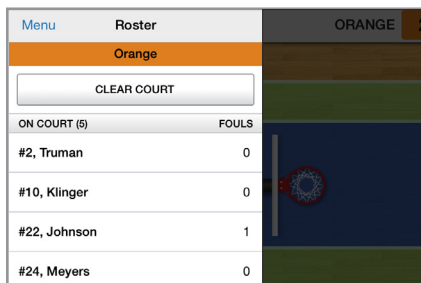 Menu Roster ORANGE
Orange
CLEAR COURT
ON COURT (5) FOULS
#2, Truman 0
#10, Klinger 0
#22, Johnson 1
#24, Meyers 0